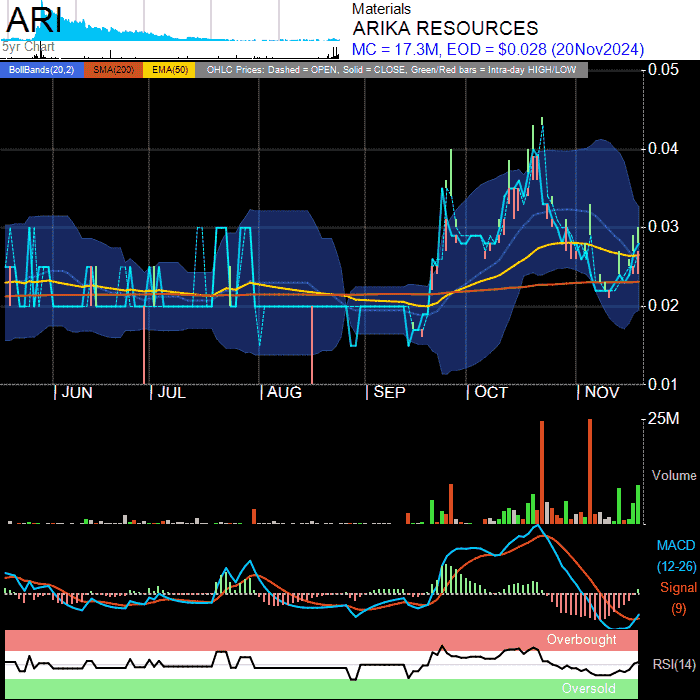 ARI
5yr Chart
Materials
ARIKA RESOURCES
MC = 17.3M, EOD = $0.028 (20Nov2024)
BollBands(20,2) SMA(200) EMA(50) OHLC Prices: Dashed = OPEN, Solid = CLOSE, Green/Red bars = Intra-day HIGH/LOW
0.05
0.04
0.03
0.02
0.01
JUN JUL AUG SEP OCT NOV
25M
Volume
MACD
(12-26)
Signal
(9)
Overbought
RSI(14)
Oversold